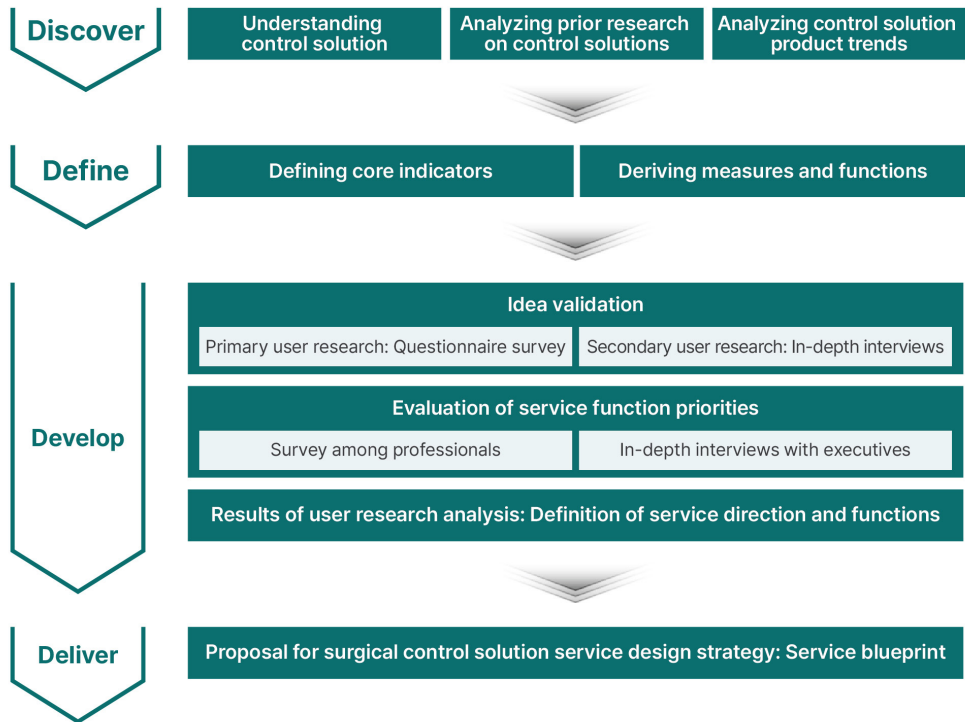 Discover
Understanding
control solution
Analyzing prior research
on control solutions
Analyzing control solution
product trends
Define
Defining core indicators
Deriving measures and functions
Develop
Idea validation
Primary user research: Questionnaire survey
Secondary user research: In-depth interviews
Evaluation of service function priorities
Survey among professionals
In-depth interviews with executives
Results of user research analysis: Definition of service direction and functions
Deliver
Proposal for surgical control solution service design strategy: Service blueprint